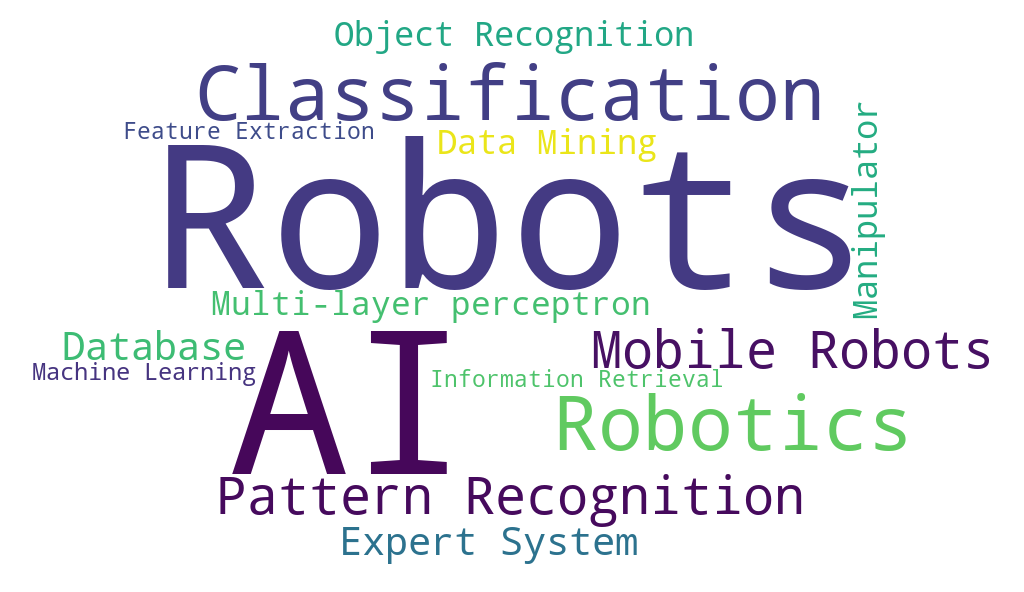 Object Recognition
Classification
Feature Extraction
Data Mining
Manipulator
Robots
Multi-layer perceptron
Database
Mobile Robots
Machine Learning
AI
Information Retrieval
Robotics
Pattern Recognition
Expert System